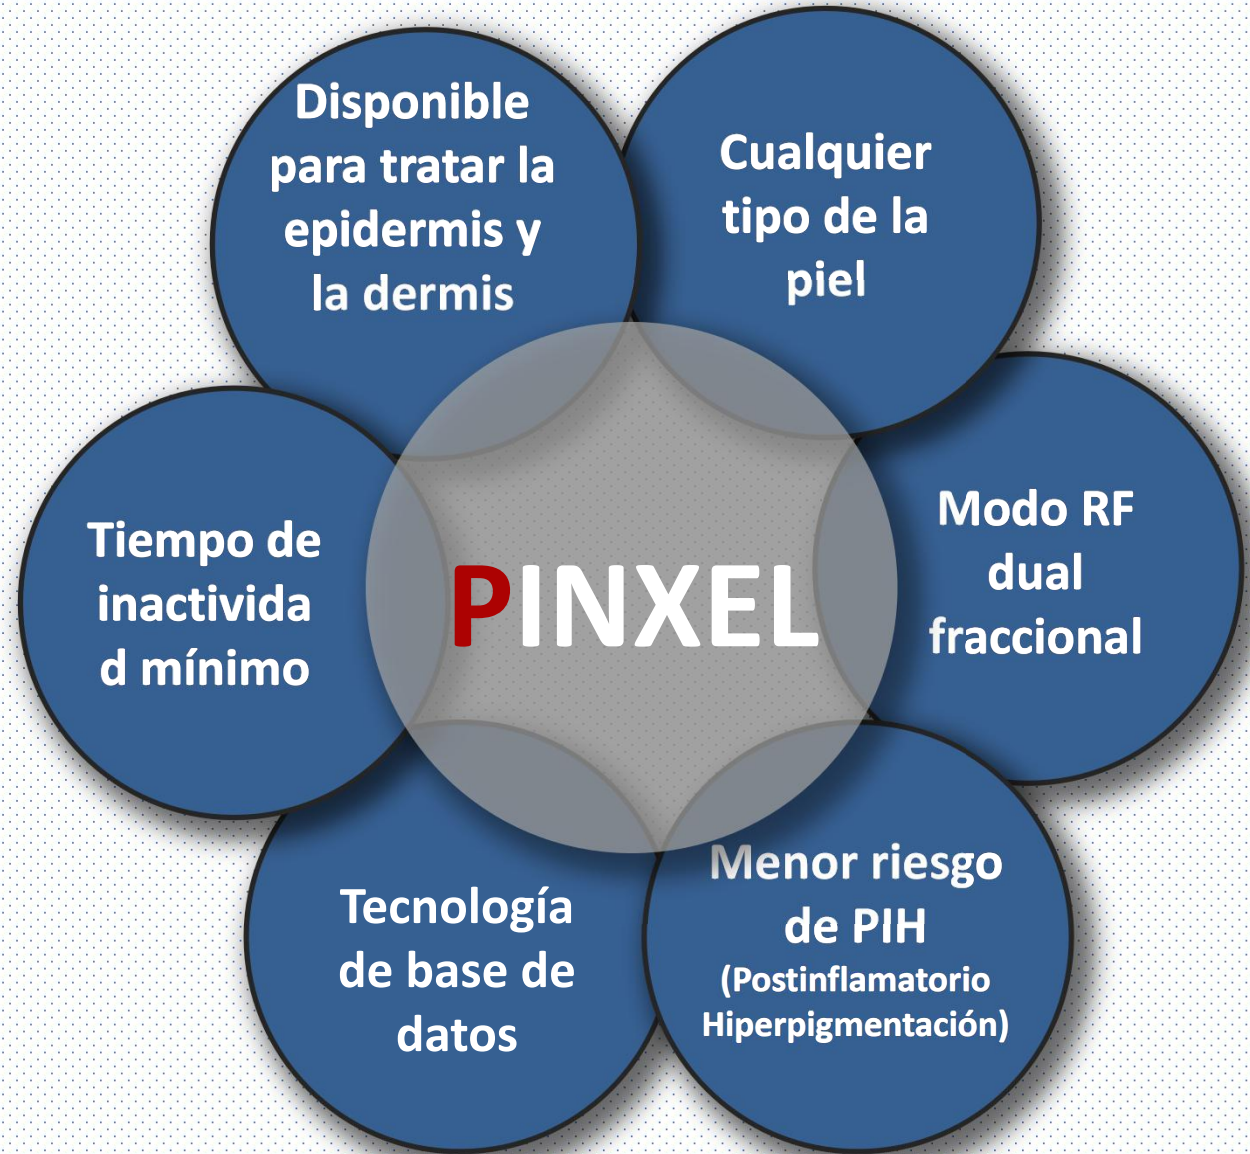 Disponible
para tratar la
epidermis y
la dermis
Cualquier
tipo de la
piel
Modo RF
dual
fraccional
Menor riesgo
de PIH
(Postinflamatorio
Hiperpigmentación)
Tecnología
de base de
datos
Tiempo de
inactivida
d mínimo
PINXEL